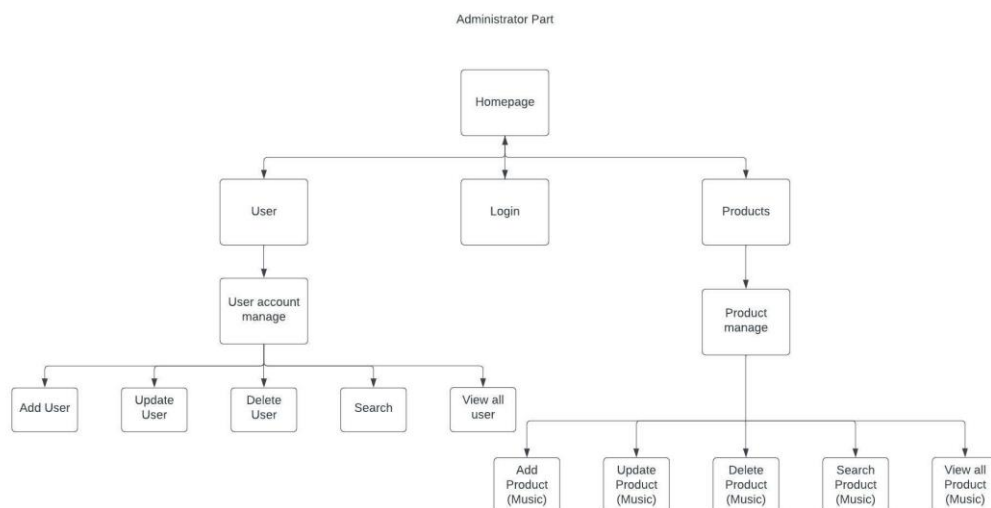 Administrator Part
Homepage
User
Login
Products
User account
manage
Product
manage
Add User
Update
User
Delete
User
Search
View all
user
Add
Product
(Music)
Update
Product
(Music)
Delete
Product
(Music)
Search
Product
(Music)
View all
Product
(Music)